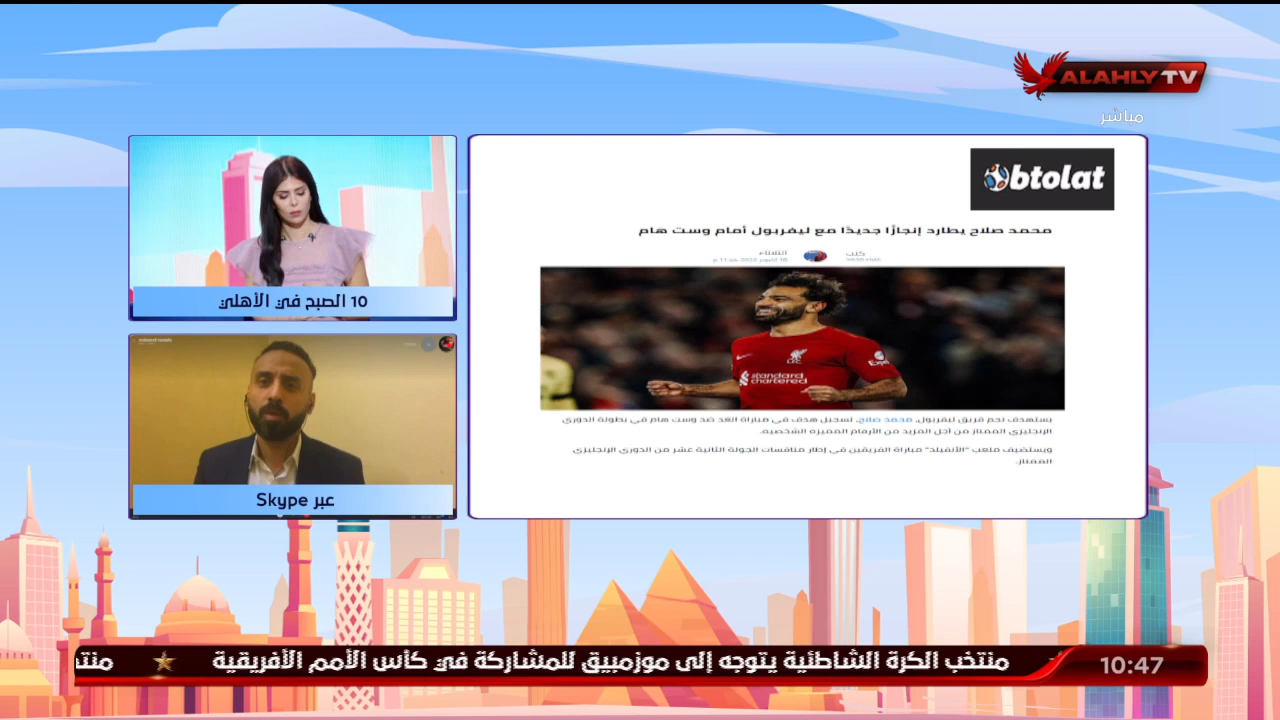 ALAHLY TV
مباشر
btolat
محمد صلاح يطارد إنجازًا جديدًا مع ليفربول أمام وست هام
كتب
الثلاثاء
standard
chartered
يستهدف نجم فريق ليفربول، محمد صلاح، تسجيل هدف في مباراة الغد ضد وست هام في بطولة الدوري
الإنجليزي الممتاز من أجل المزيد من الأرقام المميزة الشخصية.
ويستضيف ملعب "الأنفيلد" مباراة الفريقين في إطار منافسات الجولة الثانية عشر من الدوري الإنجليزي
الممتاز.
10 الصبح في الأهلي
عبر Skype
منتخب الكرة الشاطئية يتوجه إلى موزمبيق للمشاركة في كأس الأمم الأفريقية
10:47